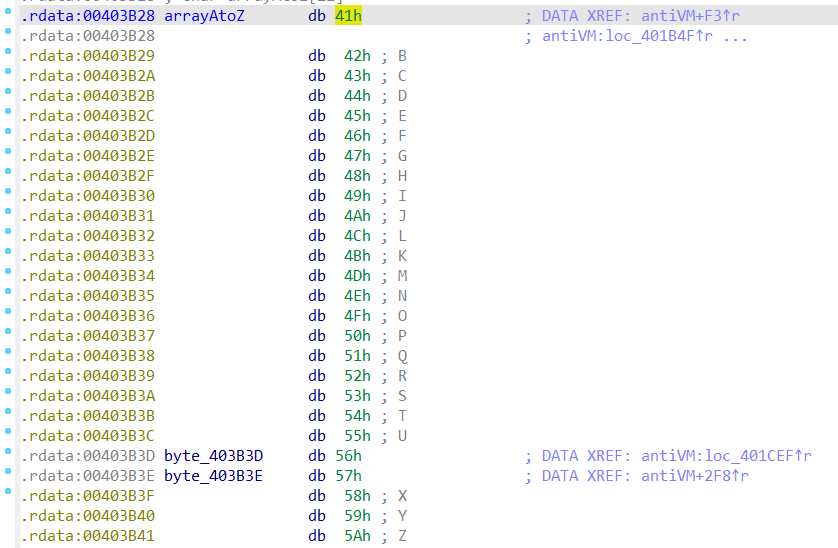 .rdata:00403B28 arrayAtoZ db 41h ; DATA XREF: antiVM+F3↑r
.rdata:00403B28 ; antiVM:loc_401B4F↑r ...
.rdata:00403B29 db 42h ; B
.rdata:00403B2A db 43h ; C
.rdata:00403B2B db 44h ; D
.rdata:00403B2C db 45h ; E
.rdata:00403B2D db 46h ; F
.rdata:00403B2E db 47h ; G
.rdata:00403B2F db 48h ; H
.rdata:00403B30 db 49h ; I
.rdata:00403B31 db 4Ah ; J
.rdata:00403B32 db 4Ch ; L
.rdata:00403B33 db 4Bh ; K
.rdata:00403B34 db 4Dh ; M
.rdata:00403B35 db 4Eh ; N
.rdata:00403B36 db 4Fh ; O
.rdata:00403B37 db 50h ; P
.rdata:00403B38 db 51h ; Q
.rdata:00403B39 db 52h ; R
.rdata:00403B3A db 53h ; S
.rdata:00403B3B db 54h ; T
.rdata:00403B3C db 55h ; U
.rdata:00403B3D byte_403B3D db 56h ; DATA XREF: antiVM:loc_401CEF↑r
.rdata:00403B3E byte_403B3E db 57h ; DATA XREF: antiVM+2F8↑r
.rdata:00403B3F db 58h ; X
.rdata:00403B40 db 59h ; Y
.rdata:00403B41 db 5Ah ; Z